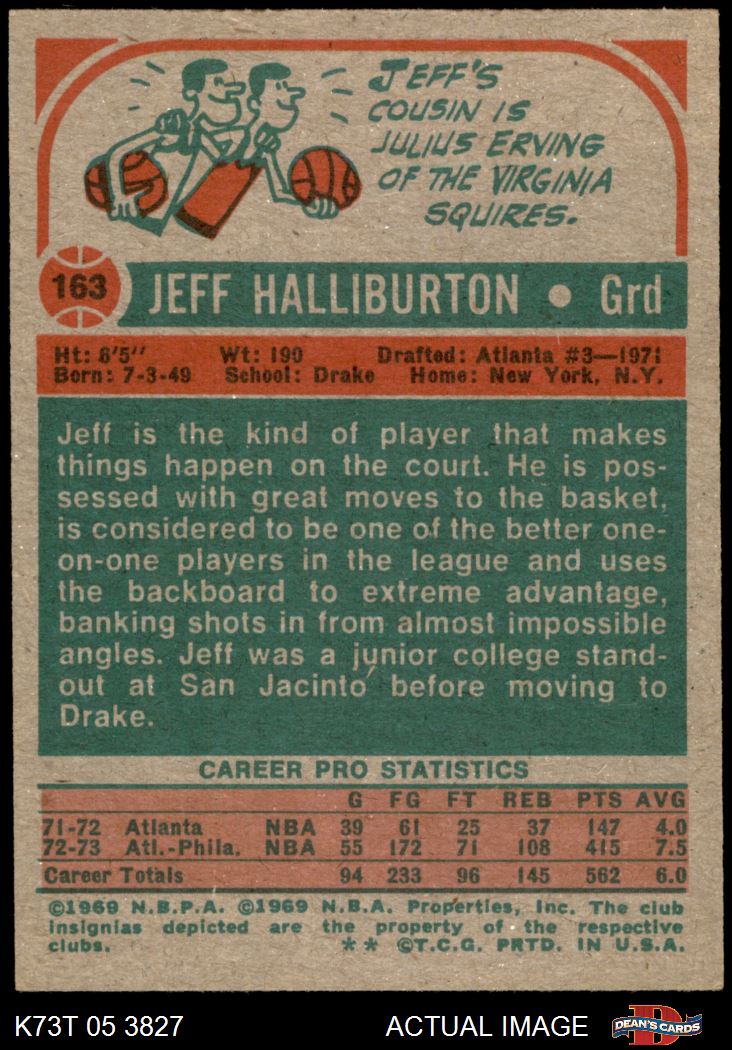 JEFF'S
COUSIN IS
JULIUS ERVING
OF THE VIRGINIA
SQUIRES.
163 JEFF HALLIBURTON • Grd
Ht: 6'5" Wt: 190 Drafted: Atlanta #3—1971
Born: 7-3-49 School: Drake Home: New York, N.Y.
Jeff is the kind of player that makes
things happen on the court. He is pos-
sessed with great moves to the basket,
is considered to be one of the better one-
on-one players in the league and uses
the backboard to extreme advantage,
banking shots in from almost impossible
angles. Jeff was a junior college stand-
out at San Jacinto before moving to
Drake.
CAREER PRO STATISTICS
G FG FT REB PTS AVG
71-72 Atlanta NBA 39 61 25 37 147 4.0
72-73 Atl.-Phila. NBA 55 172 71 108 415 7.5
Career Totals 94 233 96 145 562 6.0
©1969 N.B.P.A. ©1969 N.B.A. Properties, Inc. The club
insignias depicted are the property of the respective
clubs. ** ©T.C.G. PRTD. IN U.S.A.
K73T 05 3827 ACTUAL IMAGE D DEAN'S CARDS